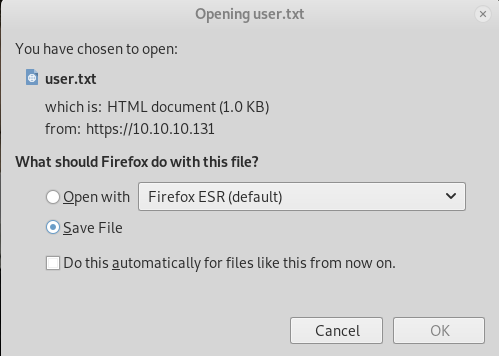 Opening user.txt
You have chosen to open:
user.txt
which is: HTML document (1.0 KB)
from: https://10.10.10.131
What should Firefox do with this file?
Open with Firefox ESR (default)
Save File
Do this automatically for files like this from now on.
Cancel OK